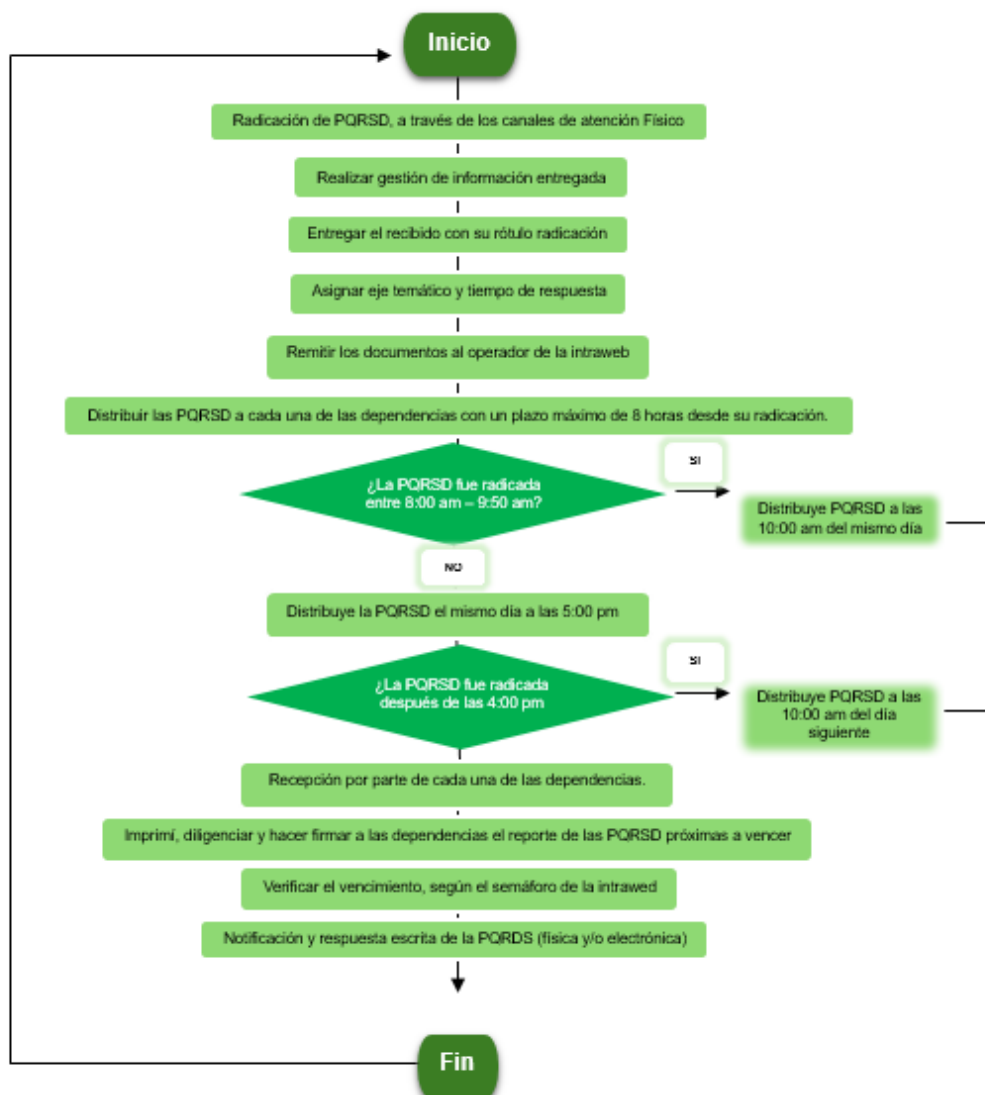 Inicio
Radicación de PQRSD, a través de los canales de atención Físico
Realizar gestión de información entregada
Entregar el recibido con su rótulo radicación
Asignar eje temático y tiempo de respuesta
Remitir los documentos al operador de la intraweb
Distribuir las PQRSD a cada una de las dependencias con un plazo máximo de 8 horas desde su radicación.
¿La PQRSD fue radicada
entre 8:00 am – 9:50 am?
SI
Distribuye PQRSD a las
10:00 am del mismo día
NO
Distribuye la PQRSD el mismo día a las 5:00 pm
¿La PQRSD fue radicada
después de las 4:00 pm
SI
Distribuye PQRSD a las
10:00 am del día
siguiente
Recepción por parte de cada una de las dependencias.
Imprimí, diligenciar y hacer firmar a las dependencias el reporte de las PQRSD próximas a vencer
Verificar el vencimiento, según el semáforo de la intrawed
Notificación y respuesta escrita de la PQRDS (física y/o electrónica)
Fin